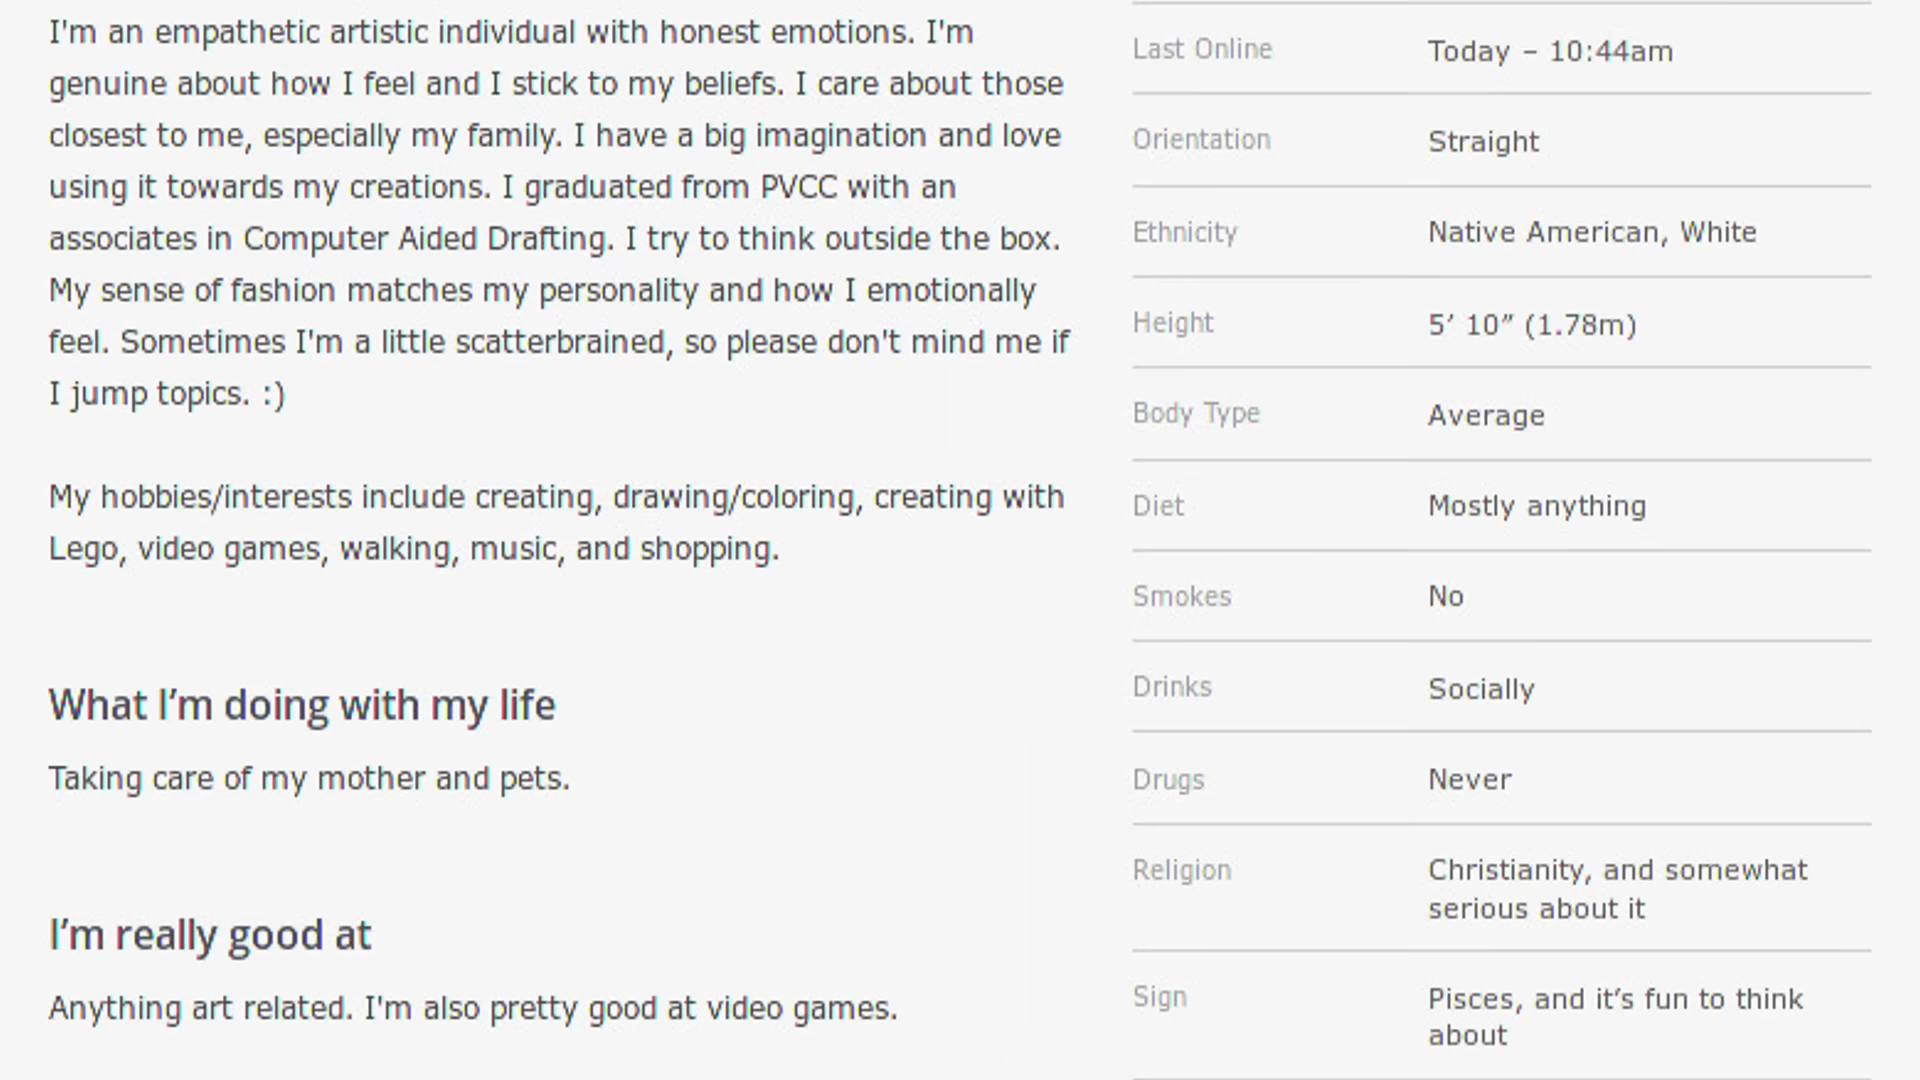 I'm an empathetic artistic individual with honest emotions. I'm
genuine about how I feel and I stick to my beliefs. I care about those
closest to me, especially my family. I have a big imagination and love
using it towards my creations. I graduated from PVCC with an
associates in Computer Aided Drafting. I try to think outside the box.
My sense of fashion matches my personality and how I emotionally
feel. Sometimes I'm a little scatterbrained, so please don't mind me if
I jump topics. :)
My hobbies/interests include creating, drawing/coloring, creating with
Lego, video games, walking, music, and shopping.
What I’m doing with my life
Taking care of my mother and pets.
I’m really good at
Anything art related. I'm also pretty good at video games.
Last Online Today – 10:44am
Orientation Straight
Ethnicity Native American, White
Height 5′ 10″ (1.78m)
Body Type Average
Diet Mostly anything
Smokes No
Drinks Socially
Drugs Never
Religion Christianity, and somewhat
serious about it
Sign Pisces, and it’s fun to think
about